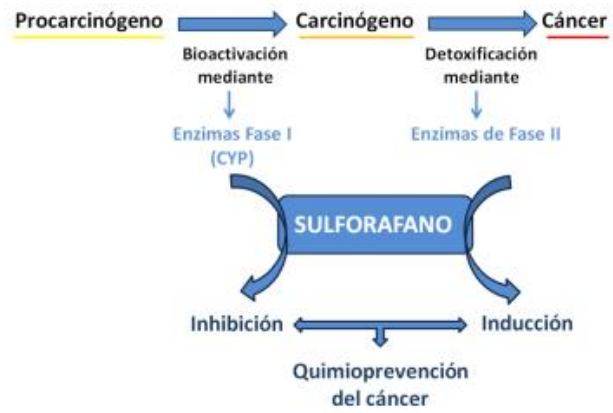 Procarcinógeno Carcinógeno Cáncer
Bioactivación Detoxificación
mediante mediante
Enzimas Fase I Enzimas de Fase II
(CYP)
SULFORAFANO
Inhibición Inducción
Quimioprevención
del cáncer